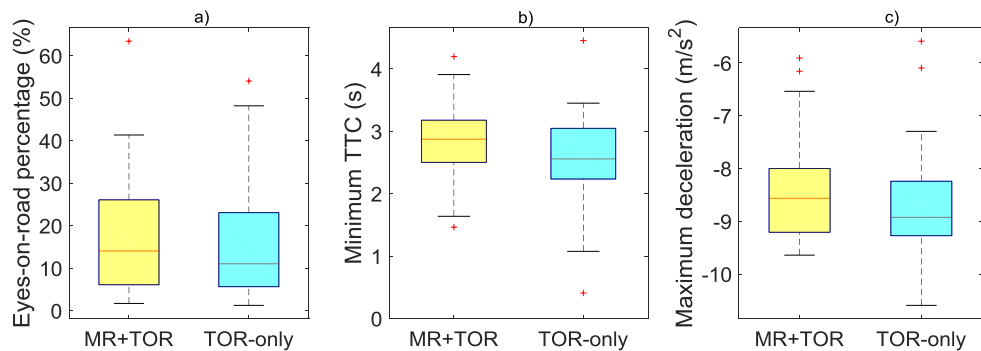 a)
Eyes-on-road percentage (%)
60
50
40
30
20
10
0
MR+TOR TOR-only
b)
Minimum TTC (s)
4
3
2
1
0
MR+TOR TOR-only
c)
Maximum deceleration (m/s²)
-6
-7
-8
-9
-10
MR+TOR TOR-only